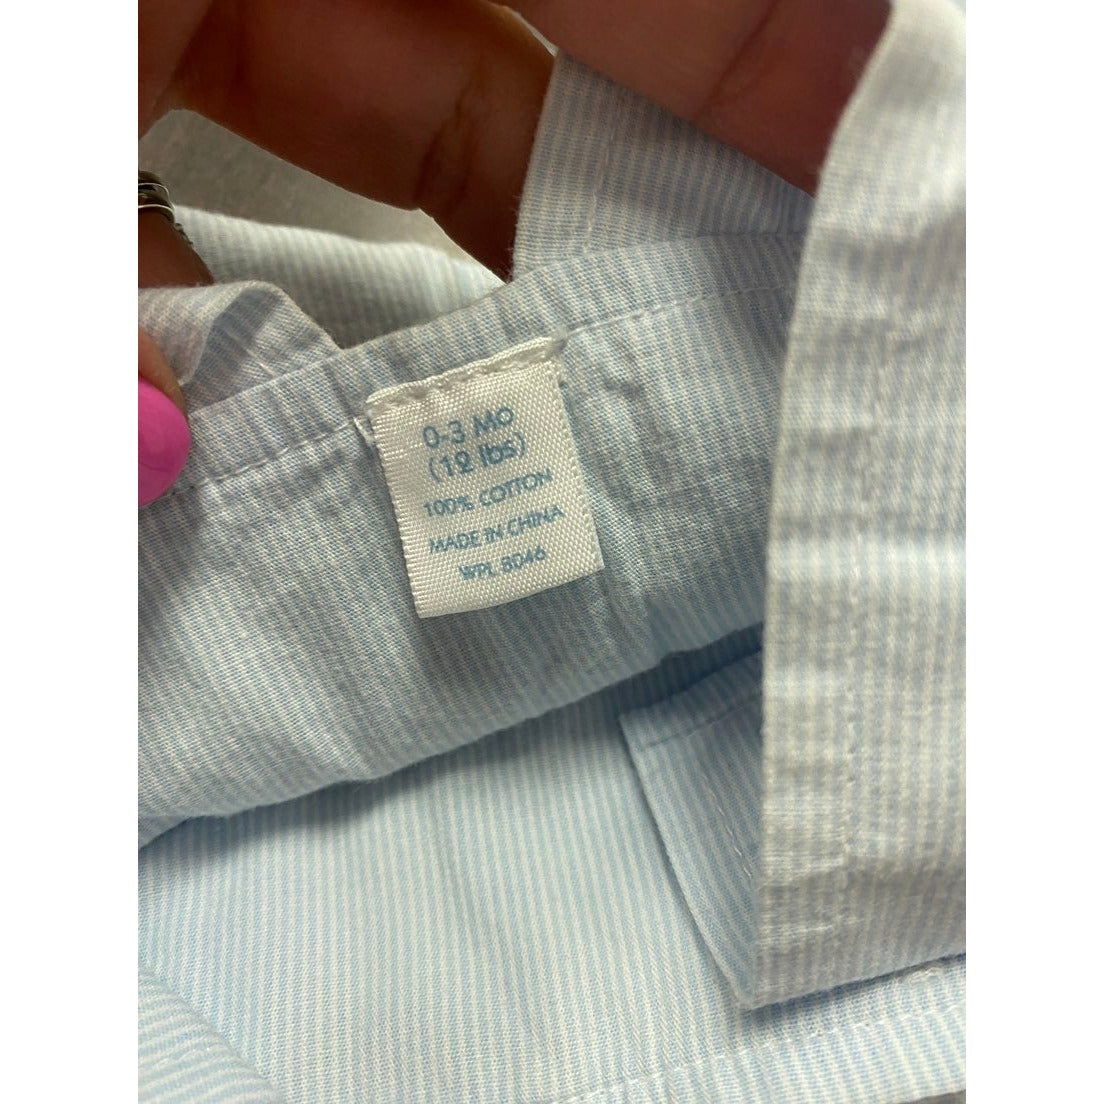 0-3 MO
(12 lbs)
100% COTTON
MADE IN CHINA
WPL 8046